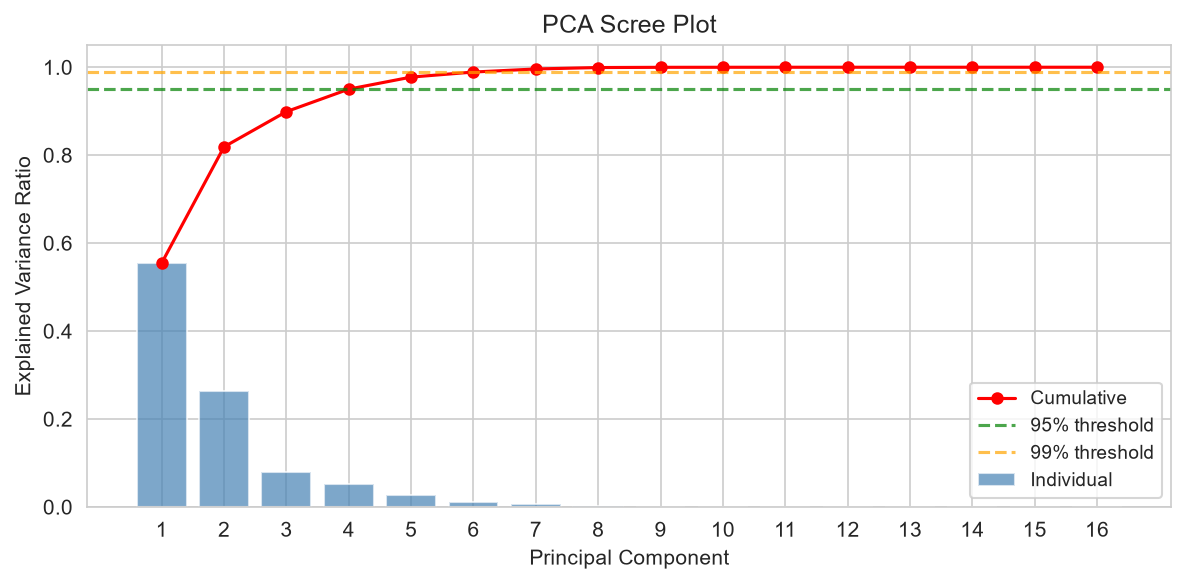 PCA Scree Plot
Explained Variance Ratio
1.0
0.8
0.6
0.4
0.2
0.0
Cumulative
95% threshold
99% threshold
Individual
1 2 3 4 5 6 7 8 9 10 11 12 13 14 15 16
Principal Component